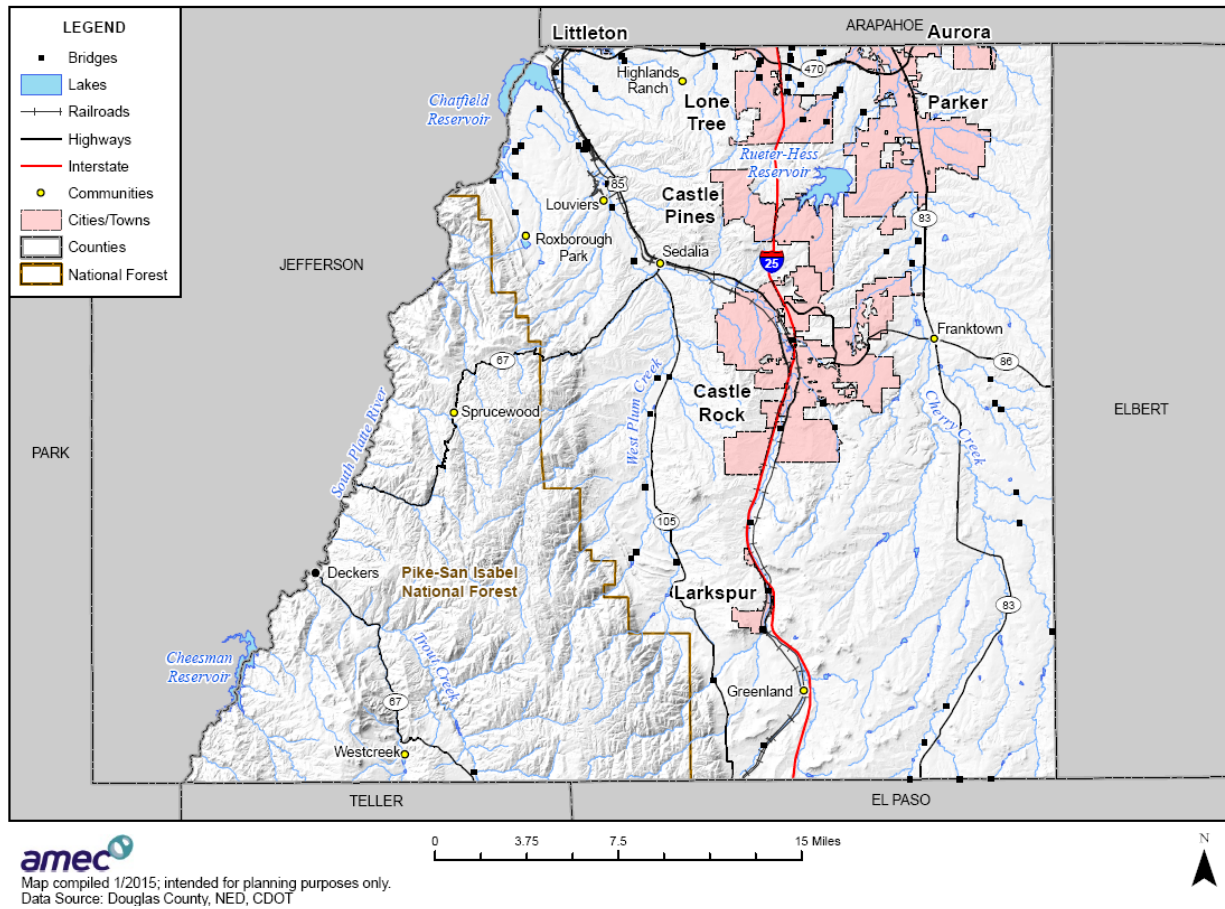 LEGEND
Bridges
Lakes
Railroads
Highways
Interstate
Communities
Cities/Towns
Counties
National Forest
ARAPAHOE
Littleton
Aurora
Highlands
Ranch
470
Chatfield
Reservoir
Lone
Tree
Parker
Rueter-Hess
Reservoir
85
Louviers
Castle
Pines
83
Roxborough
Park
Sedalia
JEFFERSON
25
Franktown
67
86
Castle
Rock
Sprucewood
West Plum Creek
Cherry Creek
ELBERT
PARK
South Platte River
105
Deckers
Pike-San Isabel
National Forest
Larkspur
83
Cheesman
Reservoir
Trout Creek
Greenland
67
Westcreek
TELLER
EL PASO
amec
0 3.75 7.5 15 Miles
N
Map compiled 1/2015; intended for planning purposes only.
Data Source: Douglas County, NED, CDOT